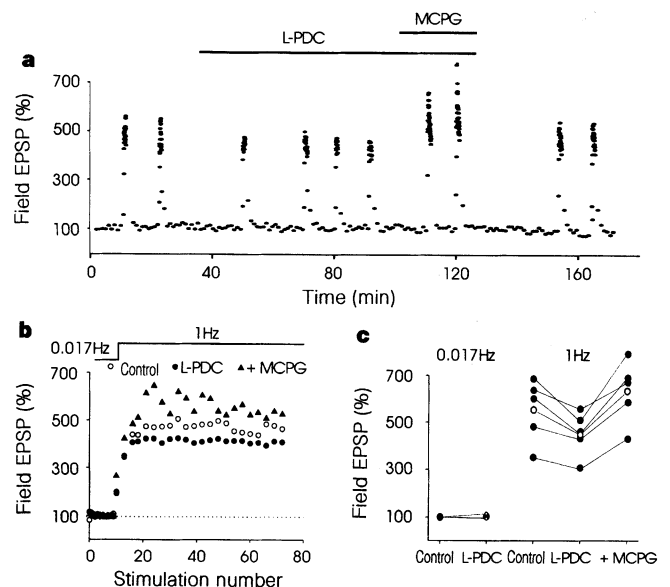 MCPG
L-PDC
a
700
500
300
100
Field EPSP (%)
0 40 80 120 160
Time (min)
b
1Hz
0.017Hz
Control L-PDC + MCPG
700
500
300
100
Field EPSP (%)
0 20 40 60 80
Stimulation number
c
0.017Hz 1Hz
700
500
300
100
Field EPSP (%)
Control L-PDC Control L-PDC + MCPG